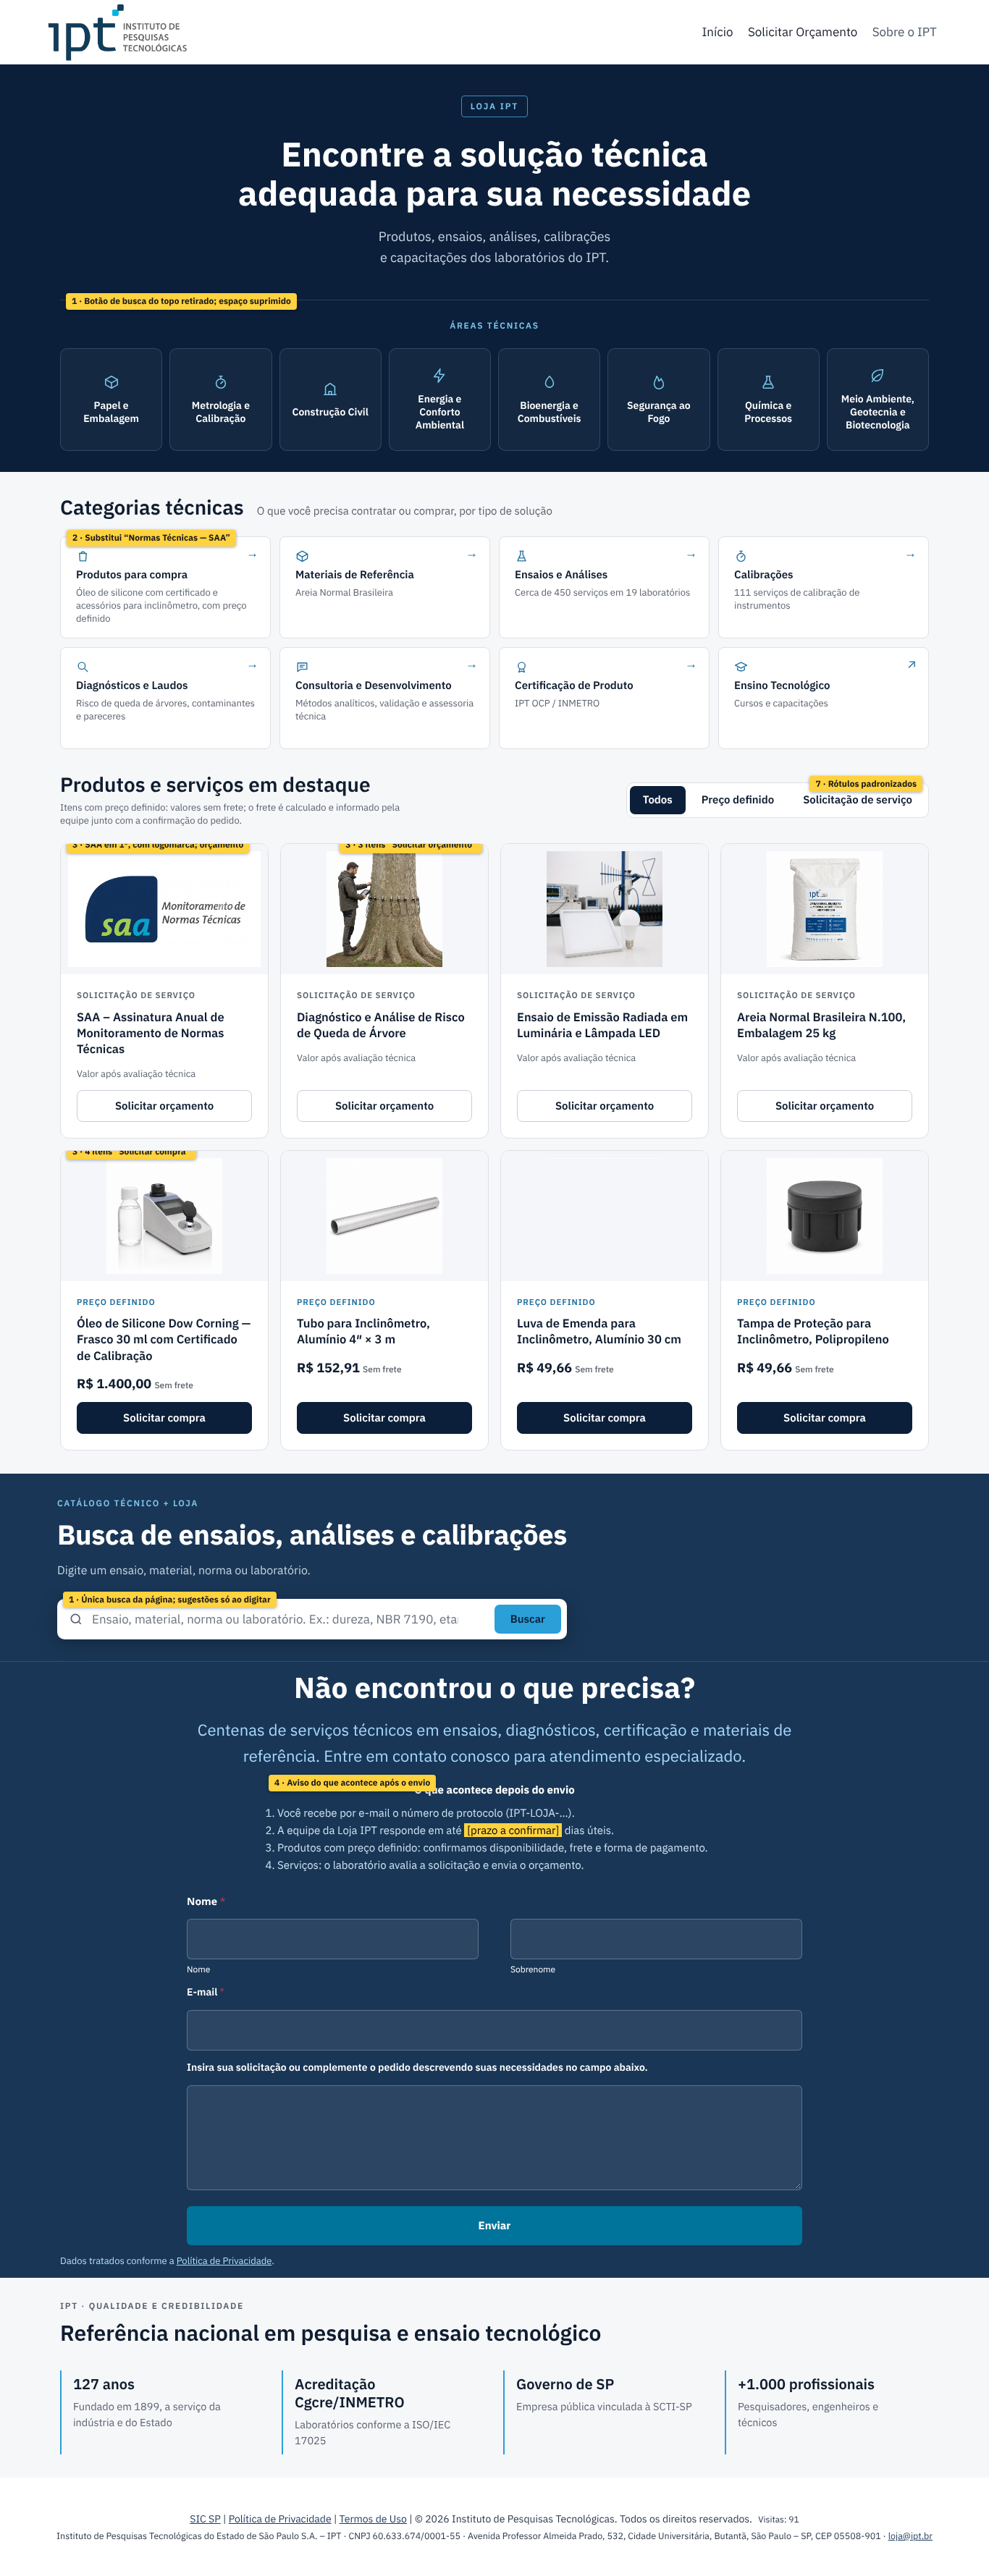 ipt INSTITUTO DE
PESQUISAS
TECNOLÓGICAS
Início Solicitar Orçamento Sobre o IPT
LOJA IPT
Encontre a solução técnica
adequada para sua necessidade
Produtos, ensaios, análises, calibrações
e capacitações dos laboratórios do IPT.
1 · Botão de busca do topo retirado; espaço suprimido
ÁREAS TÉCNICAS
Papel e
Embalagem
Metrologia e
Calibração
Construção Civil
Energia e
Conforto
Ambiental
Bioenergia e
Combustíveis
Segurança ao
Fogo
Química e
Processos
Meio Ambiente,
Geotecnia e
Biotecnologia
Categorias técnicas O que você precisa contratar ou comprar, por tipo de solução
2 · Substitui "Normas Técnicas — SAA"
→
Produtos para compra
Óleo de silicone com certificado e
acessórios para inclinômetro, com preço
definido
→
Materiais de Referência
Areia Normal Brasileira
→
Ensaios e Análises
Cerca de 450 serviços em 19 laboratórios
→
Calibrações
111 serviços de calibração de
instrumentos
→
Diagnósticos e Laudos
Risco de queda de árvores, contaminantes
e pareceres
→
Consultoria e Desenvolvimento
Métodos analíticos, validação e assessoria
técnica
→
Certificação de Produto
IPT OCP / INMETRO
↗
Ensino Tecnológico
Cursos e capacitações
Produtos e serviços em destaque
Itens com preço definido: valores sem frete; o frete é calculado e informado pela
equipe junto com a confirmação do pedido.
7 · Rótulos padronizados
Todos Preço definido Solicitação de serviço
3 · SAA em 1º, com logomarca; orçamento
saa Monitoramento de
Normas Técnicas
SOLICITAÇÃO DE SERVIÇO
SAA – Assinatura Anual de
Monitoramento de Normas
Técnicas
Valor após avaliação técnica
Solicitar orçamento
3 · 3 itens "Solicitar orçamento"
SOLICITAÇÃO DE SERVIÇO
Diagnóstico e Análise de Risco
de Queda de Árvore
Valor após avaliação técnica
Solicitar orçamento
SOLICITAÇÃO DE SERVIÇO
Ensaio de Emissão Radiada em
Luminária e Lâmpada LED
Valor após avaliação técnica
Solicitar orçamento
ipt
SOLICITAÇÃO DE SERVIÇO
Areia Normal Brasileira N.100,
Embalagem 25 kg
Valor após avaliação técnica
Solicitar orçamento
3 · 4 itens "Solicitar compra"
PREÇO DEFINIDO
Óleo de Silicone Dow Corning —
Frasco 30 ml com Certificado
de Calibração
R$ 1.400,00 Sem frete
Solicitar compra
PREÇO DEFINIDO
Tubo para Inclinômetro,
Alumínio 4″ × 3 m
R$ 152,91 Sem frete
Solicitar compra
PREÇO DEFINIDO
Luva de Emenda para
Inclinômetro, Alumínio 30 cm
R$ 49,66 Sem frete
Solicitar compra
PREÇO DEFINIDO
Tampa de Proteção para
Inclinômetro, Polipropileno
R$ 49,66 Sem frete
Solicitar compra
CATÁLOGO TÉCNICO + LOJA
Busca de ensaios, análises e calibrações
Digite um ensaio, material, norma ou laboratório.
1 · Única busca da página; sugestões só ao digitar
Ensaio, material, norma ou laboratório. Ex.: dureza, NBR 7190, eta
Buscar
Não encontrou o que precisa?
Centenas de serviços técnicos em ensaios, diagnósticos, certificação e materiais de
referência. Entre em contato conosco para atendimento especializado.
4 · Aviso do que acontece após o envio
que acontece depois do envio
1. Você recebe por e-mail o número de protocolo (IPT-LOJA-…).
2. A equipe da Loja IPT responde em até [prazo a confirmar] dias úteis.
3. Produtos com preço definido: confirmamos disponibilidade, frete e forma de pagamento.
4. Serviços: o laboratório avalia a solicitação e envia o orçamento.
Nome *
Nome
Sobrenome
E-mail *
Insira sua solicitação ou complemente o pedido descrevendo suas necessidades no campo abaixo.
Enviar
Dados tratados conforme a Política de Privacidade.
IPT · QUALIDADE E CREDIBILIDADE
Referência nacional em pesquisa e ensaio tecnológico
127 anos
Fundado em 1899, a serviço da
indústria e do Estado
Acreditação
Cgcre/INMETRO
Laboratórios conforme a ISO/IEC
17025
Governo de SP
Empresa pública vinculada à SCTI-SP
+1.000 profissionais
Pesquisadores, engenheiros e
técnicos
SIC SP | Política de Privacidade | Termos de Uso | © 2026 Instituto de Pesquisas Tecnológicas. Todos os direitos reservados. Visitas: 91
Instituto de Pesquisas Tecnológicas do Estado de São Paulo S.A. – IPT · CNPJ 60.633.674/0001-55 · Avenida Professor Almeida Prado, 532, Cidade Universitária, Butantã, São Paulo – SP, CEP 05508-901 · loja@ipt.br